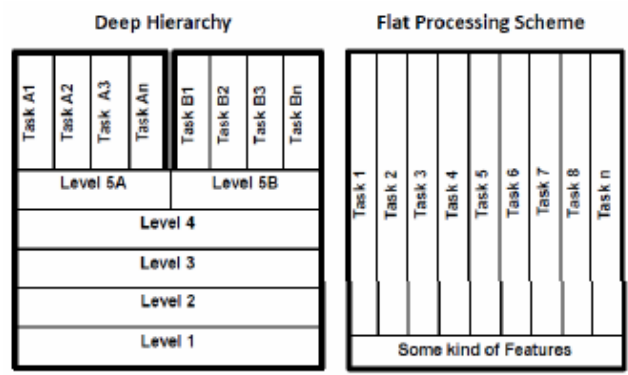 Deep Hierarchy
Task A1
Task A2
Task A3
Task An
Task B1
Task B2
Task B3
Task Bn
Level 5A
Level 5B
Level 4
Level 3
Level 2
Level 1
Flat Processing Scheme
Task 1
Task 2
Task 3
Task 4
Task 5
Task 6
Task 7
Task 8
Task n
Some kind of Features